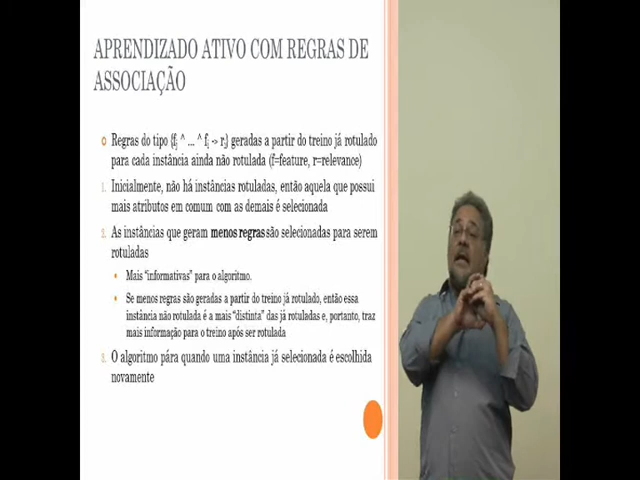 APRENDIZADO ATIVO COM REGRAS DE
ASSOCIAÇÃO
Regras do tipo {fj ^ ... ^ fj -> ri} geradas a partir do treino já rotulado
para cada instância ainda não rotulada (f=feature, r=relevance)
1. Inicialmente, não há instâncias rotuladas, então aquela que possui
mais atributos em comum com as demais é selecionada
2. As instâncias que geram menos regras são selecionadas para serem
rotuladas
Mais “informativas” para o algoritmo.
Se menos regras são geradas a partir do treino já rotulado, então essa
instância não rotulada é a mais “distinta” das já rotuladas e, portanto, traz
mais informação para o treino após ser rotulada
3. O algoritmo pára quando uma instância já selecionada é escolhida
novamente